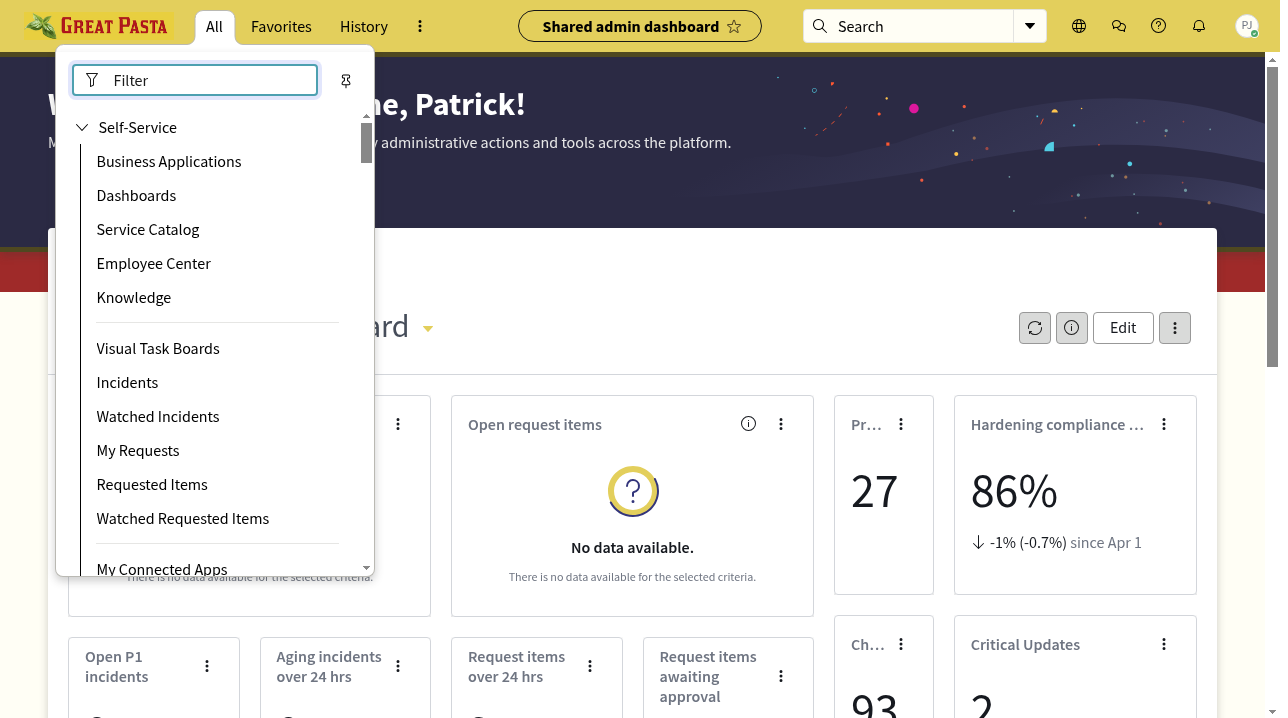 GREAT PASTA
All
Favorites
History
Shared admin dashboard
Search
PJ
Filter
me, Patrick!
administrative actions and tools across the platform.
Self-Service
Business Applications
Dashboards
Service Catalog
Employee Center
Knowledge
Visual Task Boards
Incidents
Watched Incidents
My Requests
Requested Items
Watched Requested Items
My Connected Apps
Edit
Open request items
No data available.
There is no data available for the selected criteria.
There is no data available for the selected criteria.
Pr...
27
Hardening compliance ...
86%
-1% (-0.7%) since Apr 1
Open P1
incidents
Aging incidents
over 24 hrs
Request items
over 24 hrs
Request items
awaiting
approval
Ch...
93
Critical Updates
2